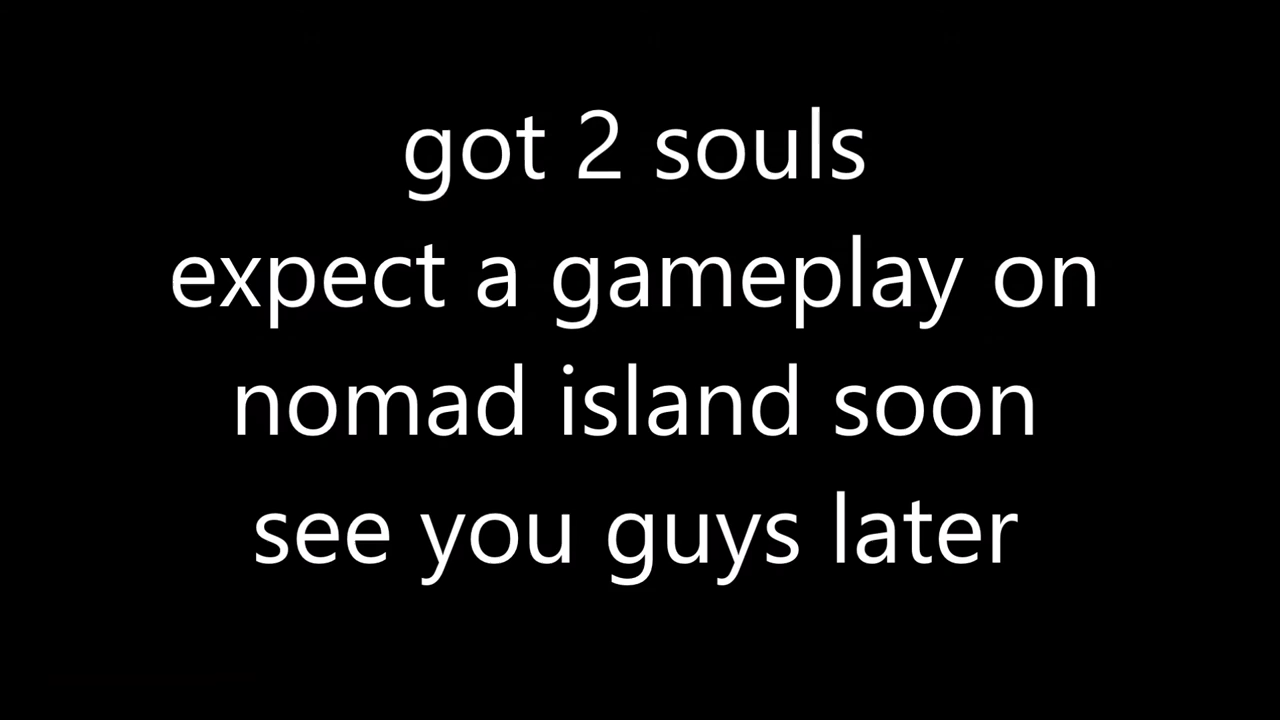 got 2 souls
expect a gameplay on
nomad island soon
see you guys later